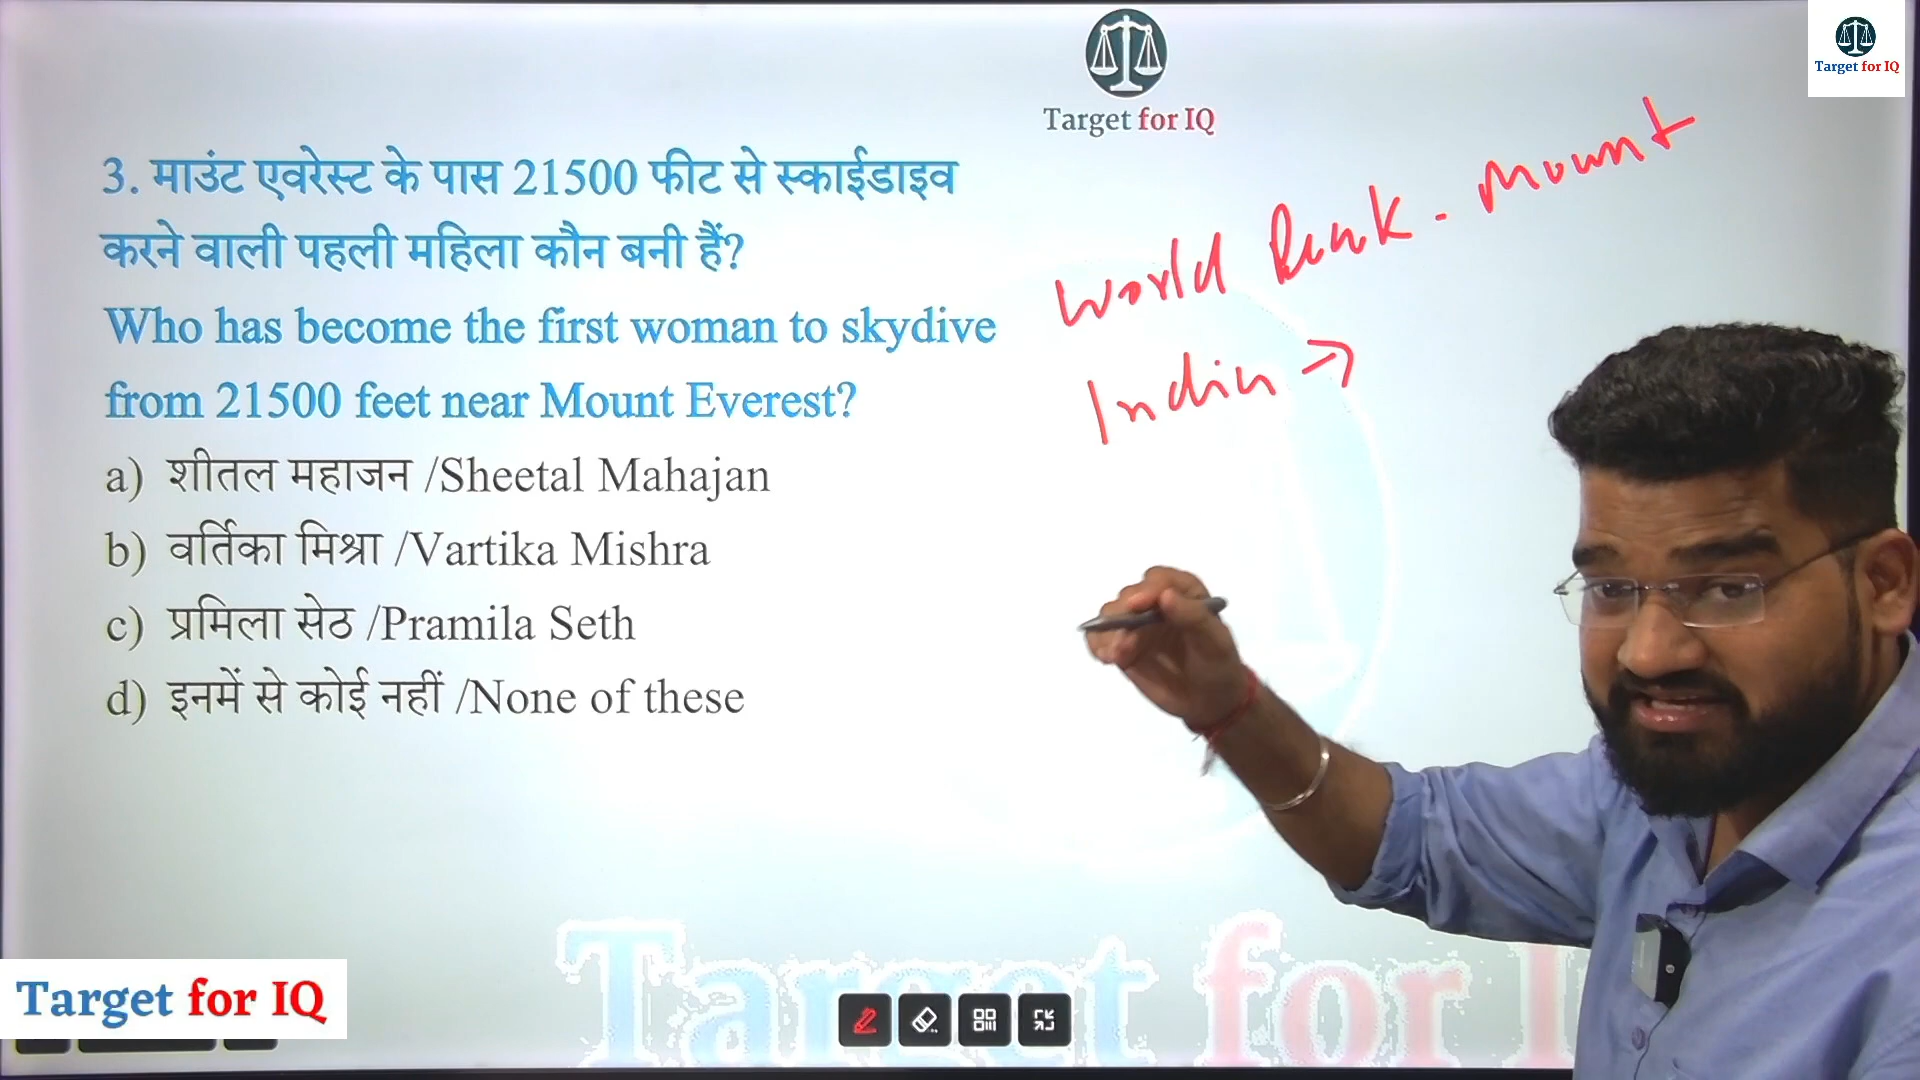 Target for IQ
Target for IQ
3. माउंट एवरेस्ट के पास 21500 फीट से स्काईडाइव
करने वाली पहली महिला कौन बनी हैं?
Who has become the first woman to skydive
from 21500 feet near Mount Everest?
a) शीतल महाजन /Sheetal Mahajan
b) वर्तिका मिश्रा /Vartika Mishra
c) प्रमिला सेठ /Pramila Seth
d) इनमें से कोई नहीं /None of these
World - Mount
India →
Target for I
Target for IQ